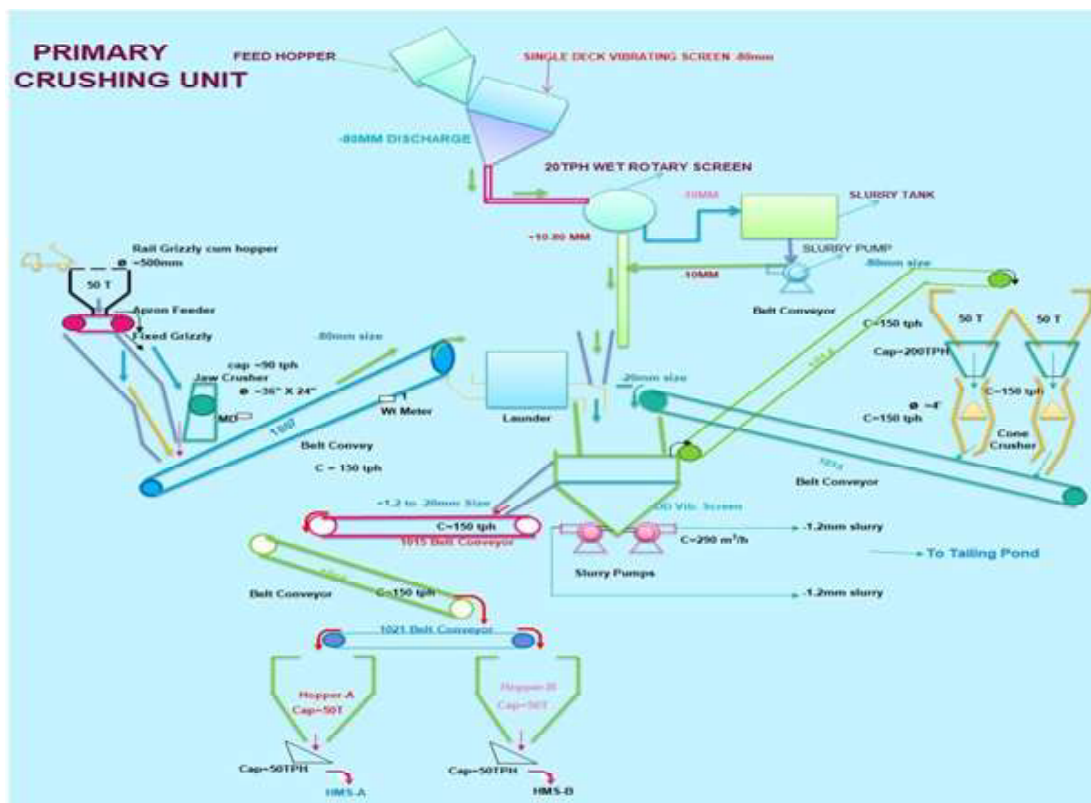 PRIMARY
CRUSHING UNIT
FEED HOPPER
SINGLE DECK VIBRATING SCREEN -80mm
-80MM DISCHARGE
20TPH WET ROTARY SCREEN
-10MM
SLURRY TANK
~10-80 MM
SLURRY PUMP
-10MM
-80mm size
Belt Conveyor
Rail Grizzly cum hopper
ø ~500mm
50 T
Apron Feeder
Fixed Grizzly
cap ~90 tph
Jaw Crusher
ø ~36" X 24"
MD
-80mm size
Wt Meter
Belt Convey
C = 150 tph
Launder
-20mm size
C=150 tph
50 T
50 T
Cap=200TPH
C=150 tph
ø ~4'
C=150 tph
Cone
Crusher
Belt Conveyor
~1.2 to -20mm Size
C=150 tph
1015 Belt Conveyor
DD Vib. Screen
C=290 m³/h
Slurry Pumps
-1.2mm slurry
To Tailing Pond
-1.2mm slurry
Belt Conveyor
C=150 tph
1021 Belt Conveyor
Hopper-A
Cap=50T
Hopper-B
Cap=50T
Cap=50TPH
HMS-A
Cap=50TPH
HMS-B